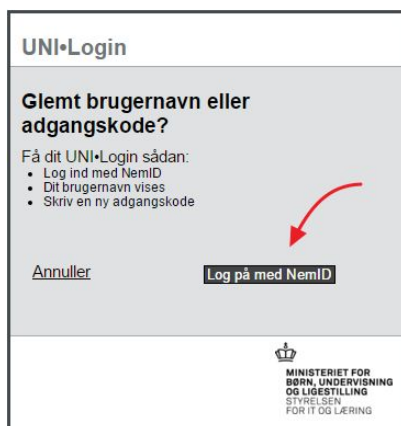 UNI•Login
Glemt brugernavn eller
adgangskode?
Få dit UNI•Login sådan:
• Log ind med NemID
• Dit brugernavn vises
• Skriv en ny adgangskode
Annuller
Log på med NemID
MINISTERIET FOR
BØRN, UNDERVISNING
OG LIGESTILLING
STYRELSEN
FOR IT OG LÆRING